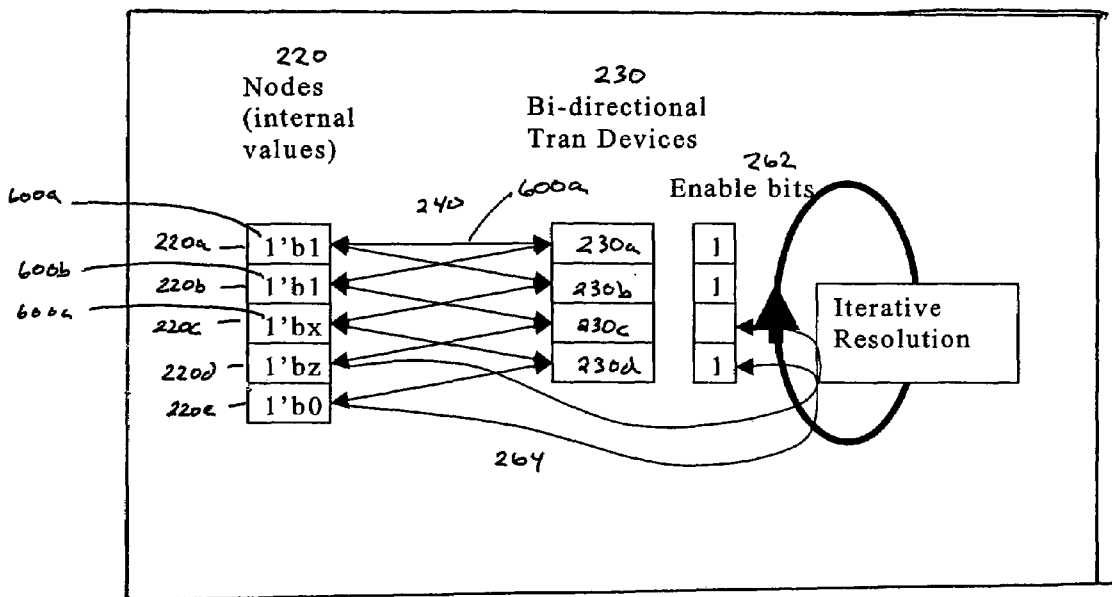 220
Nodes
(internal
values)
230
Bi-directional
Tran Devices
262
Enable bits
600a
240
600a
220a
1'b1
230a
1
600b
220b
1'b1
230b
1
600c
220c
1'bx
230c
Iterative
Resolution
220d
1'bz
230d
1
220e
1'b0
264